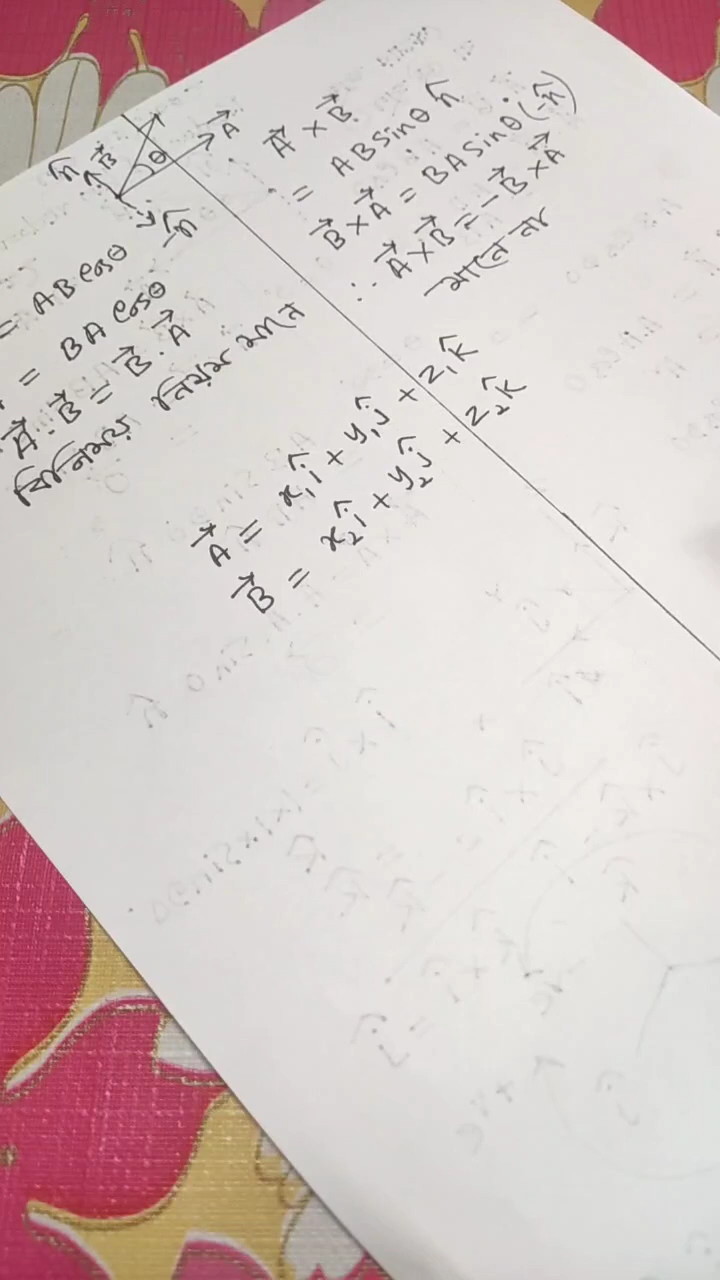 n̂ B⃗ θ A⃗
-n̂
= AB cosθ
= BA cosθ
A⃗ · B⃗ = B⃗ · A⃗
বিনিময় নিয়ম মানে
A⃗ × B⃗
= AB sinθ n̂
B⃗ × A⃗ = BA sinθ (-n̂)
∴ A⃗ × B⃗ = - B⃗ × A⃗
মানে না
A⃗ = x₁î + y₁ĵ + z₁k̂
B⃗ = x₂î + y₂ĵ + z₂k̂